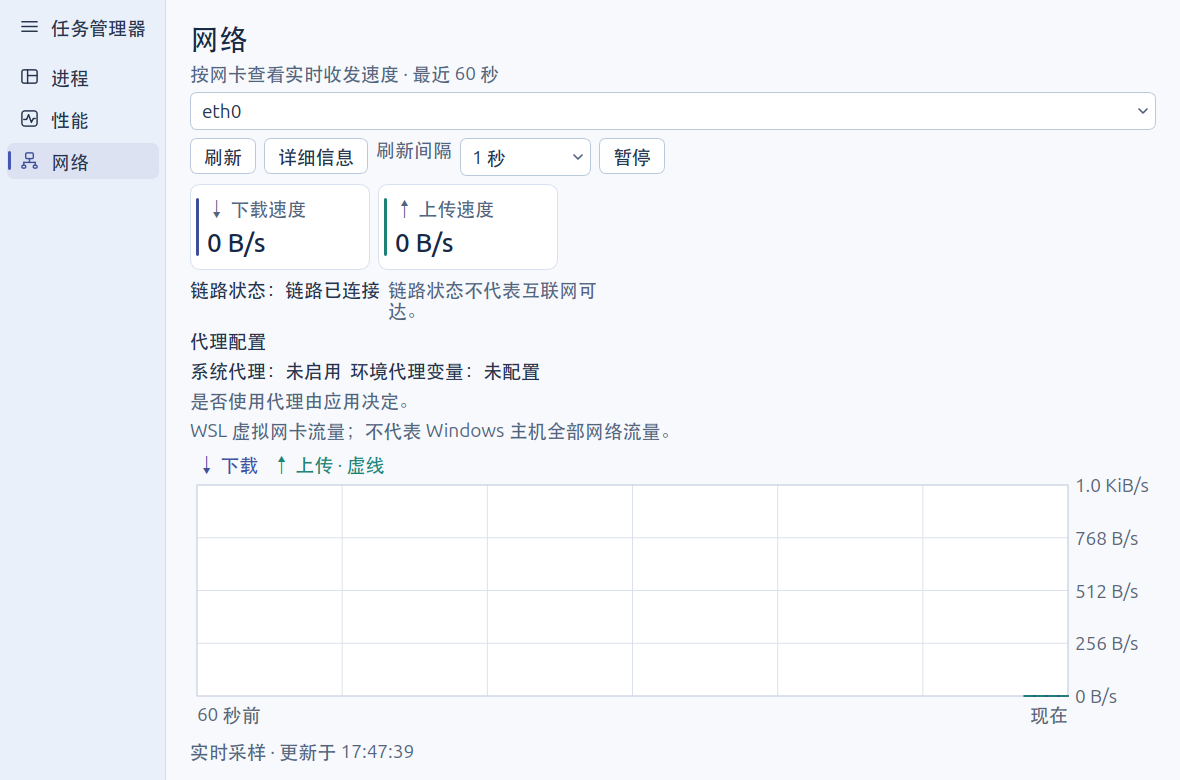 任务管理器
进程
性能
网络
网络
按网卡查看实时收发速度 · 最近 60 秒
eth0
刷新 详细信息 刷新间隔 1 秒 暂停
↓ 下载速度 ↑ 上传速度
0 B/s 0 B/s
链路状态：链路已连接 链路状态不代表互联网可
达。
代理配置
系统代理：未启用 环境代理变量：未配置
是否使用代理由应用决定。
WSL 虚拟网卡流量；不代表 Windows 主机全部网络流量。
↓ 下载 ↑ 上传 · 虚线
1.0 KiB/s
768 B/s
512 B/s
256 B/s
0 B/s
60 秒前 现在
实时采样 · 更新于 17:47:39